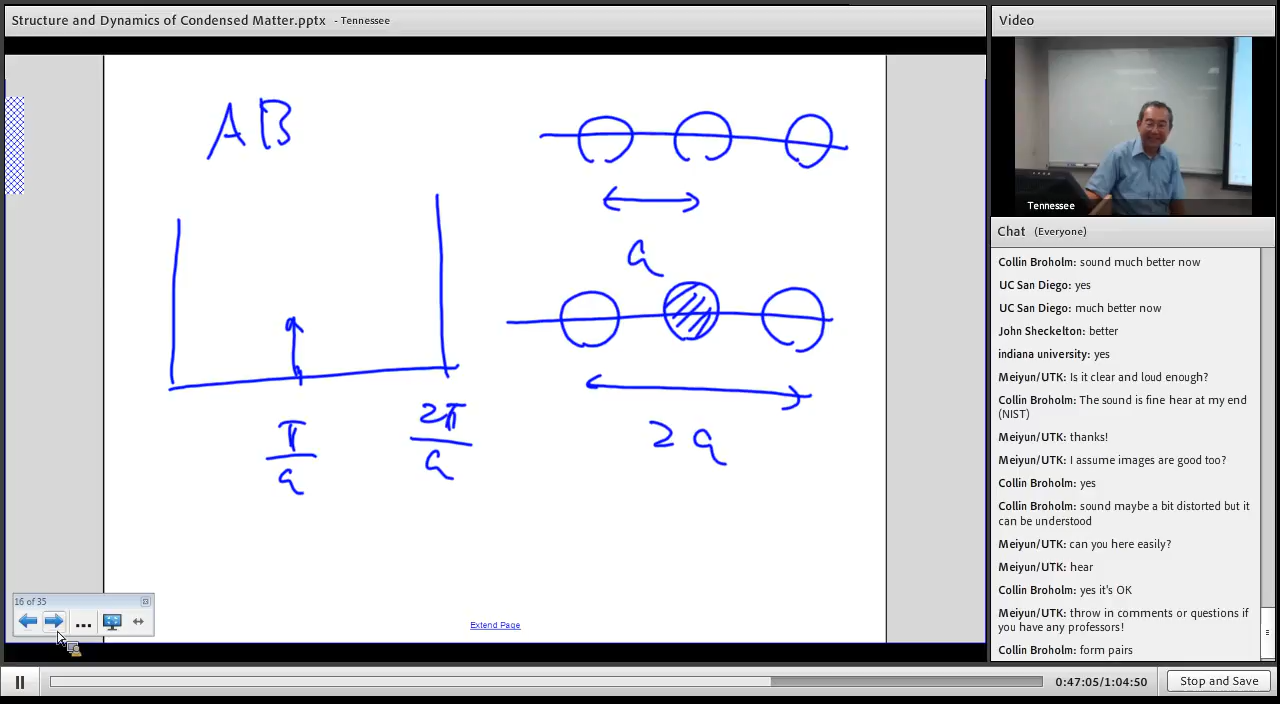 Structure and Dynamics of Condensed Matter.pptx - Tennessee
AB
a
2a
π
a
2π
a
16 of 35
...
Extend Page
Video
Tennessee
Chat (Everyone)
Collin Broholm: sound much better now
UC San Diego: yes
UC San Diego: much better now
John Sheckelton: better
indiana university: yes
Meiyun/UTK: Is it clear and loud enough?
Collin Broholm: The sound is fine hear at my end
(NIST)
Meiyun/UTK: thanks!
Meiyun/UTK: I assume images are good too?
Collin Broholm: yes
Collin Broholm: sound maybe a bit distorted but it
can be understood
Meiyun/UTK: can you here easily?
Meiyun/UTK: hear
Collin Broholm: yes it's OK
Meiyun/UTK: throw in comments or questions if
you have any professors!
Collin Broholm: form pairs
0:47:05/1:04:50
Stop and Save